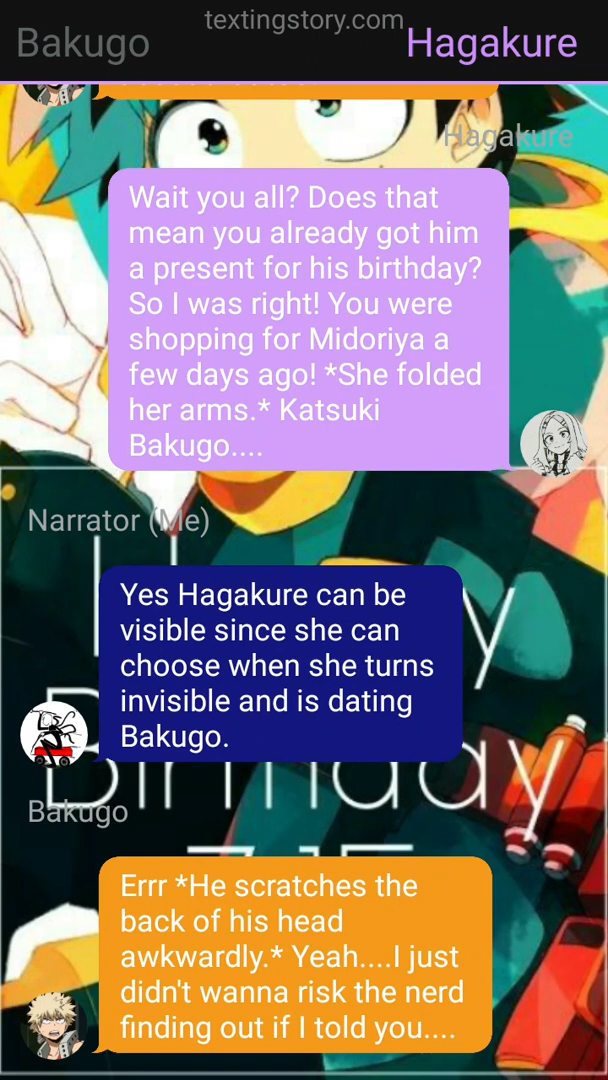 textingstory.com
Bakugo
Hagakure
Hagakure
Wait you all? Does that
mean you already got him
a present for his birthday?
So I was right! You were
shopping for Midoriya a
few days ago! *She folded
her arms.* Katsuki
Bakugo....
Narrator (Me)
Yes Hagakure can be
visible since she can
choose when she turns
invisible and is dating
Bakugo.
Birthday
Bakugo
Errr *He scratches the
back of his head
awkwardly.* Yeah....I just
didn't wanna risk the nerd
finding out if I told you....